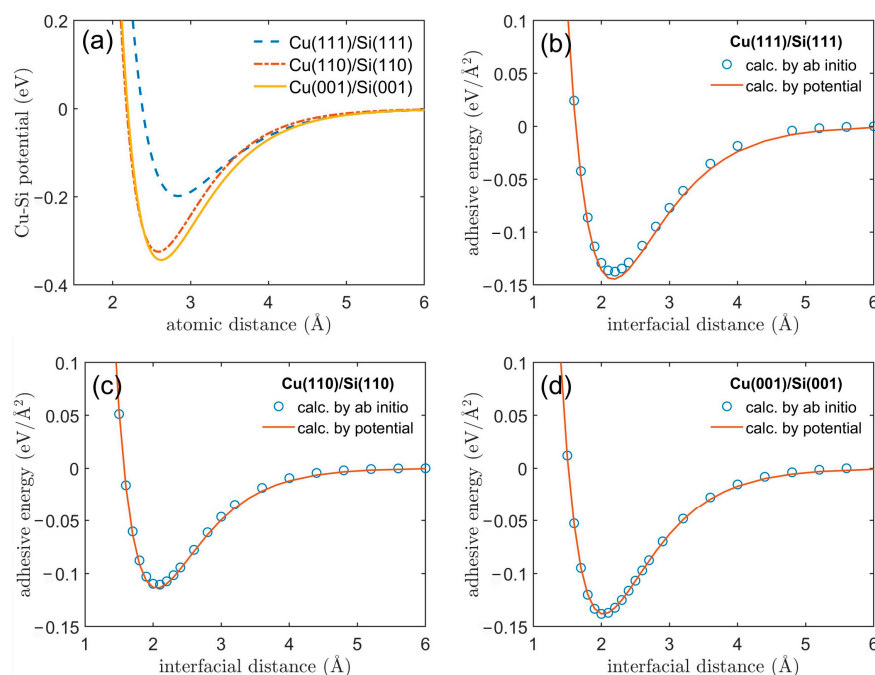 (a)
Cu(111)/Si(111)
Cu(110)/Si(110)
Cu(001)/Si(001)
0.2
0
−0.2
−0.4
Cu-Si potential (eV)
2 3 4 5 6
atomic distance (Å)
(b)
Cu(111)/Si(111)
calc. by ab initio
calc. by potential
0.1
0.05
0
−0.05
−0.1
−0.15
adhesive energy (eV/Å²)
1 2 3 4 5 6
interfacial distance (Å)
(c)
Cu(110)/Si(110)
calc. by ab initio
calc. by potential
0.1
0.05
0
−0.05
−0.1
−0.15
adhesive energy (eV/Å²)
1 2 3 4 5 6
interfacial distance (Å)
(d)
Cu(001)/Si(001)
calc. by ab initio
calc. by potential
0.1
0.05
0
−0.05
−0.1
−0.15
adhesive energy (eV/Å²)
1 2 3 4 5 6
interfacial distance (Å)